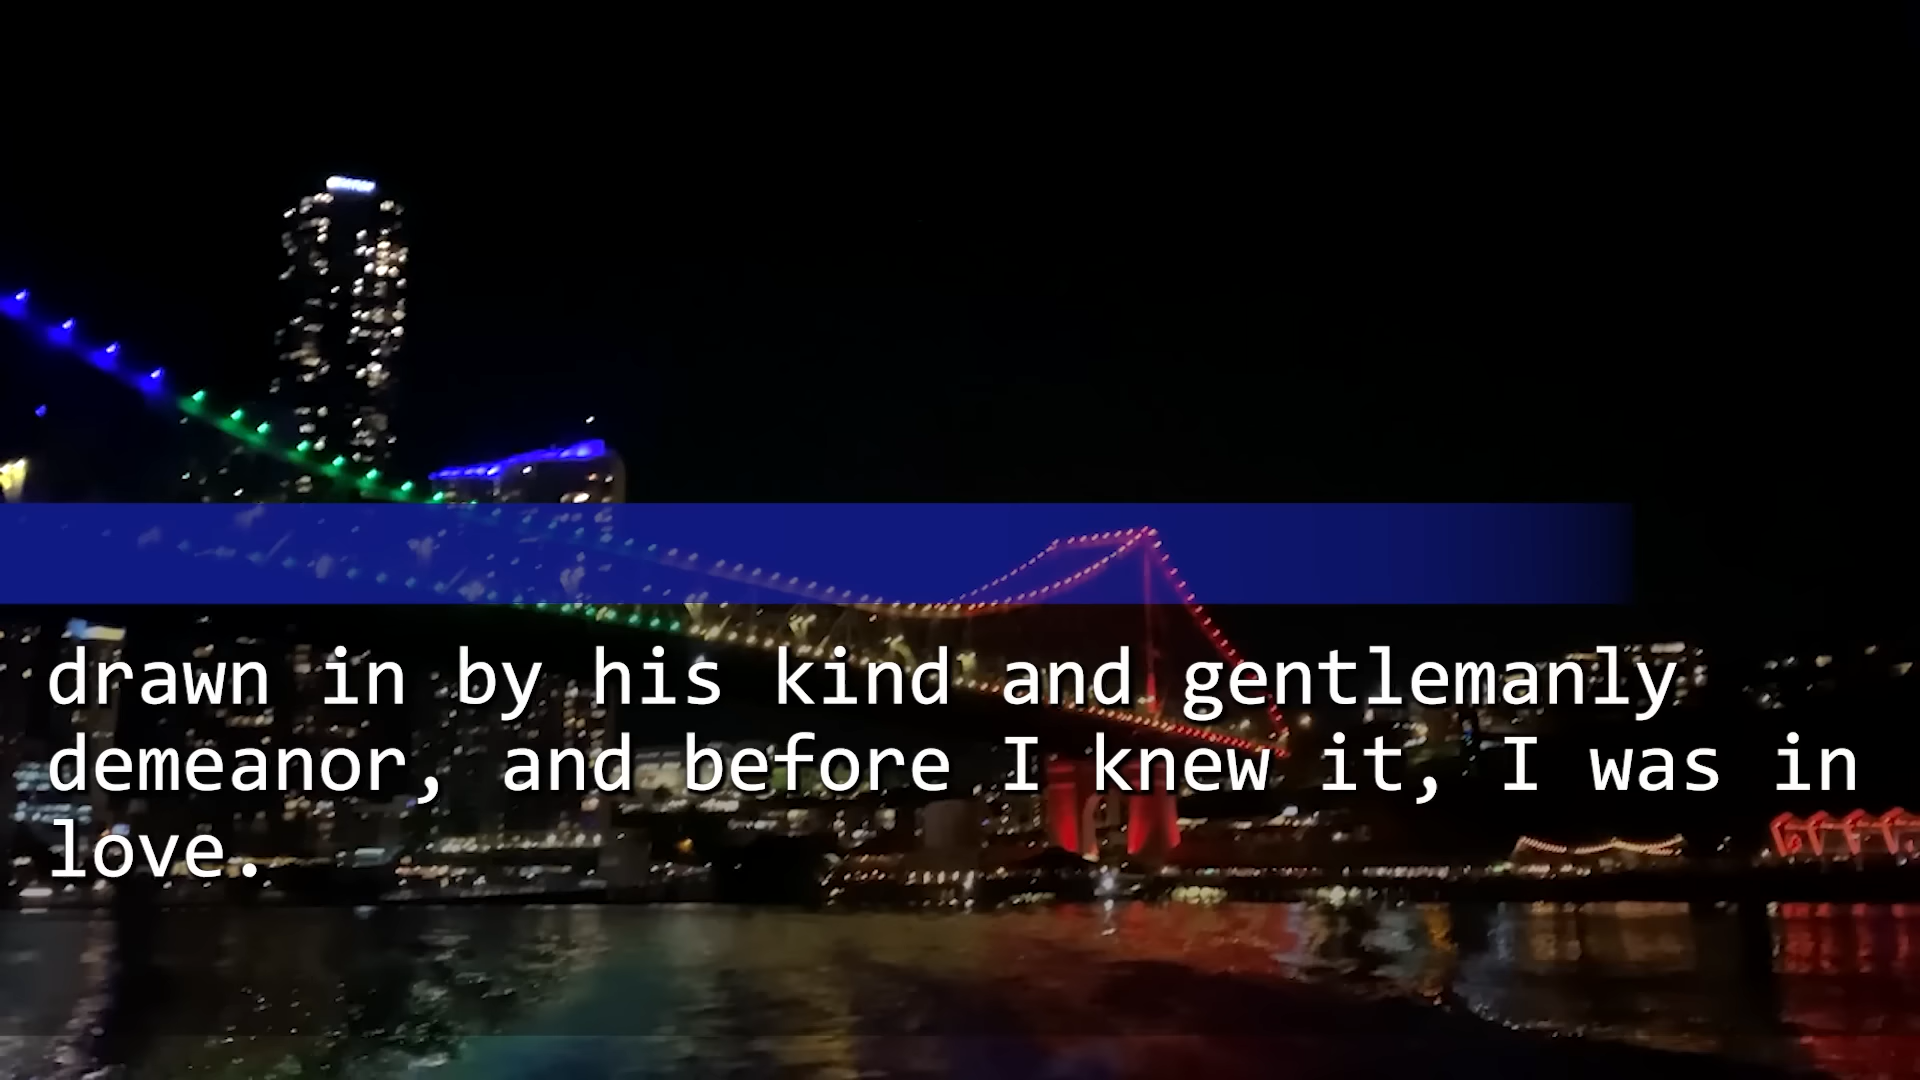 drawn in by his kind and gentlemanly
demeanor, and before I knew it, I was in
love.